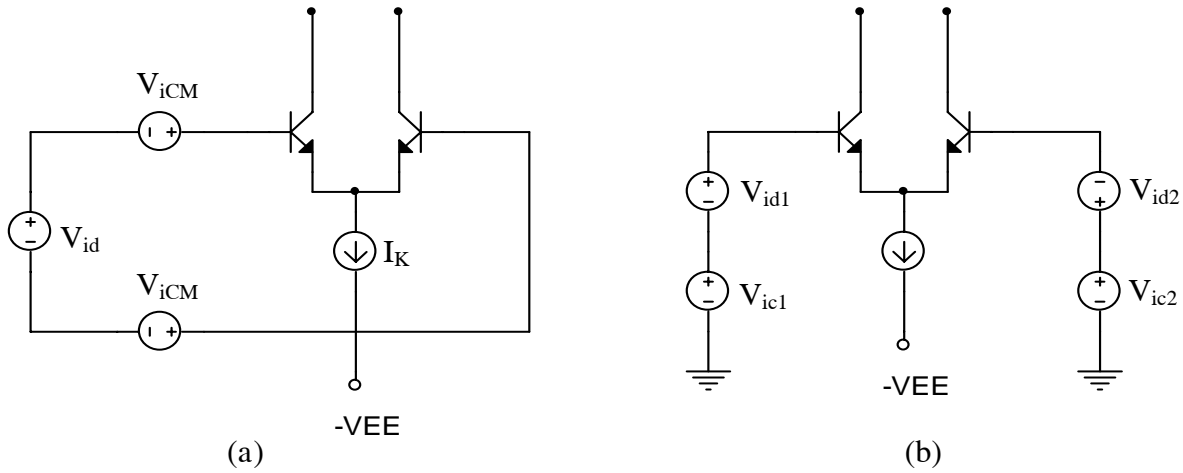 V_iCM
V_id
V_iCM
I_K
-VEE
(a)
V_id1
V_ic1
V_id2
V_ic2
-VEE
(b)